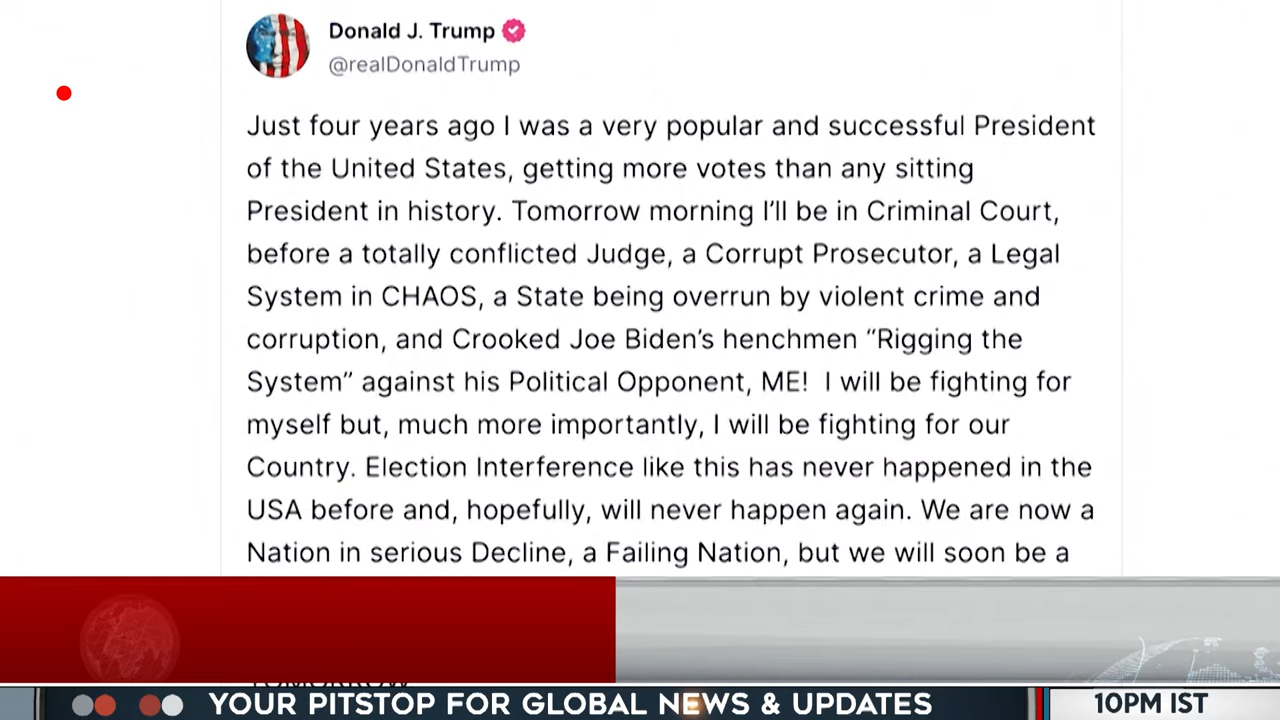 Donald J. Trump
@realDonaldTrump
Just four years ago I was a very popular and successful President
of the United States, getting more votes than any sitting
President in history. Tomorrow morning I’ll be in Criminal Court,
before a totally conflicted Judge, a Corrupt Prosecutor, a Legal
System in CHAOS, a State being overrun by violent crime and
corruption, and Crooked Joe Biden’s henchmen “Rigging the
System” against his Political Opponent, ME!  I will be fighting for
myself but, much more importantly, I will be fighting for our
Country. Election Interference like this has never happened in the
USA before and, hopefully, will never happen again. We are now a
Nation in serious Decline, a Failing Nation, but we will soon be a
YOUR PITSTOP FOR GLOBAL NEWS & UPDATES
10PM IST